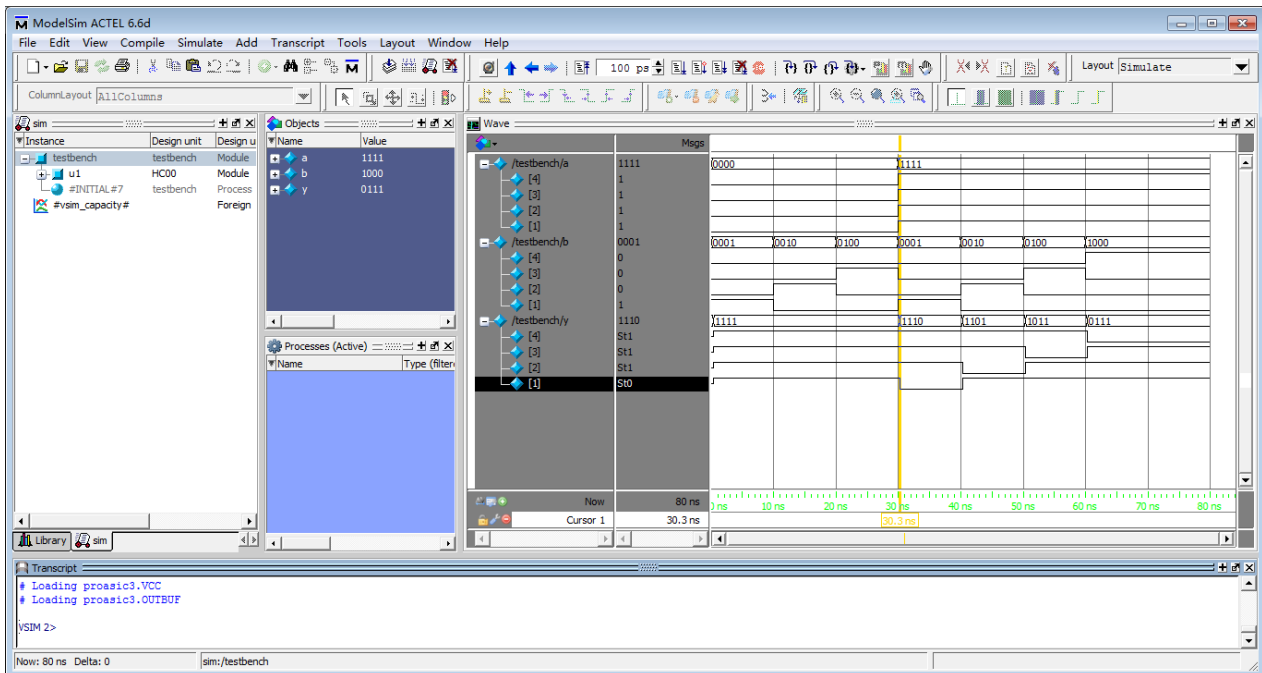 ModelSim ACTEL 6.6d
File Edit View Compile Simulate Add Transcript Tools Layout Window Help
100 ps
Layout Simulate
ColumnLayout AllColumns
sim
Instance Design unit Design u
testbench testbench Module
u1 HC00 Module
#INITIAL#7 testbench Process
#vsim_capacity# Foreign
Library sim
Objects
Name Value
a 1111
b 1000
y 0111
Processes (Active)
Name Type (filter
Wave
Msgs
/testbench/a 1111 0000 1111
[4] 1
[3] 1
[2] 1
[1] 1
/testbench/b 0001 0001 0010 0100 0001 0010 0100 1000
[4] 0
[3] 0
[2] 0
[1] 1
/testbench/y 1110 1111 1110 1101 1011 0111
[4] St1
[3] St1
[2] St1
[1] St0
Now 80 ns ns 10 ns 20 ns 30 ns 40 ns 50 ns 60 ns 70 ns 80 ns
Cursor 1 30.3 ns 30.3 ns
Transcript
# Loading proasic3.VCC
# Loading proasic3.OUTBUF
VSIM 2>
Now: 80 ns Delta: 0 sim:/testbench